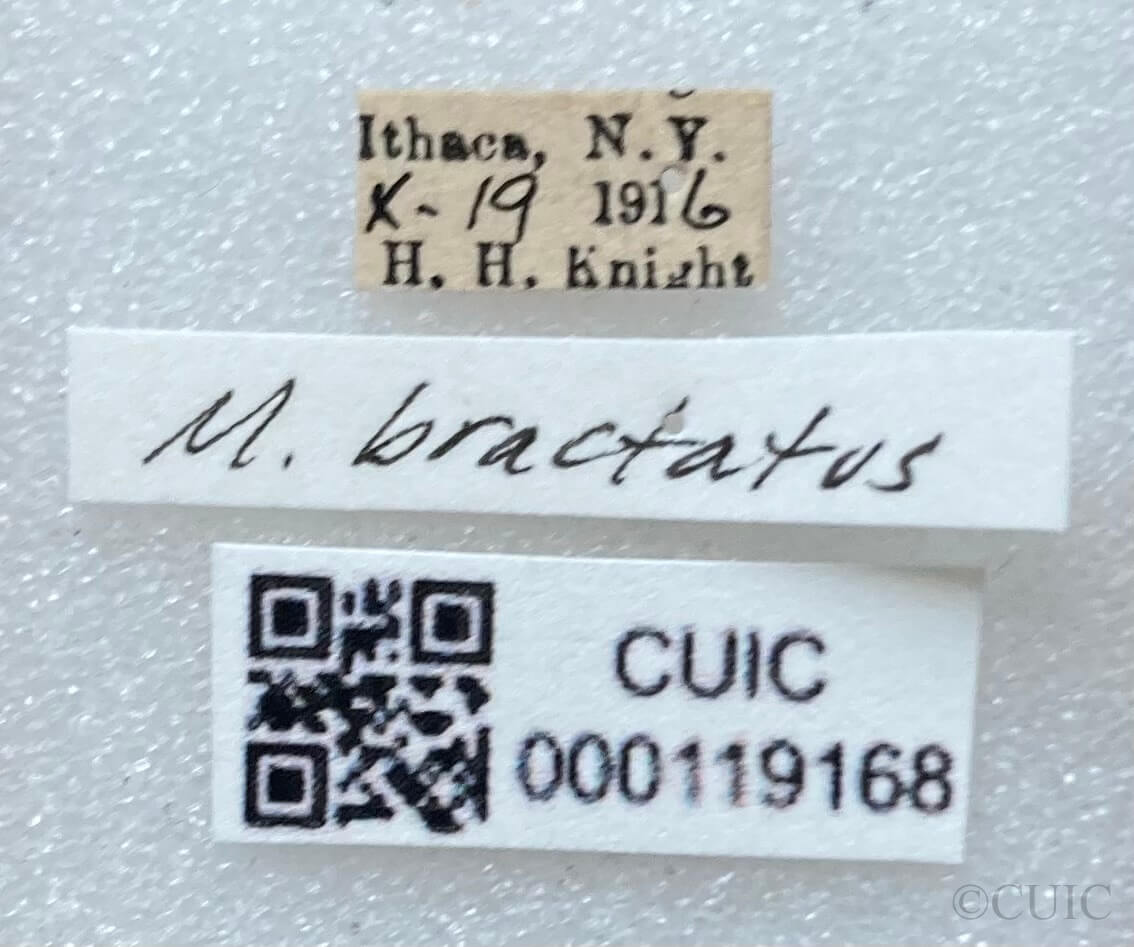 Ithaca, N.Y.
X-19 1916
H. H. Knight
M. bractatus
CUIC
000119168
©CUIC